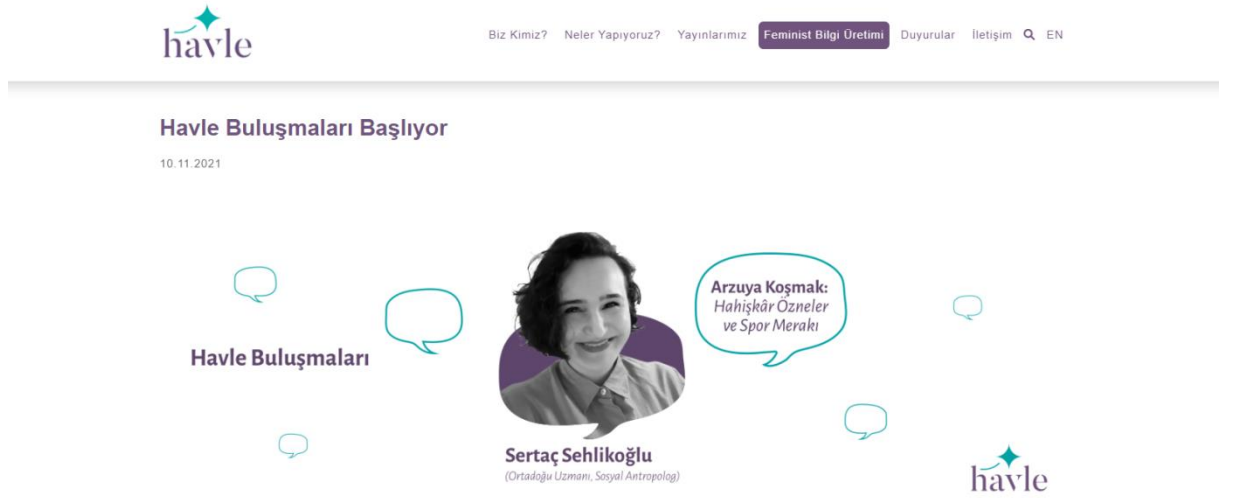 havle
Biz Kimiz? Neler Yapıyoruz? Yayınlarımız Feminist Bilgi Üretimi Duyurular İletişim EN
Havle Buluşmaları Başlıyor
10.11.2021
Havle Buluşmaları
Arzuya Koşmak:
Hahişkâr Özneler
ve Spor Merakı
Sertaç Sehlikoğlu
(Ortadoğu Uzmanı, Sosyal Antropolog)
havle